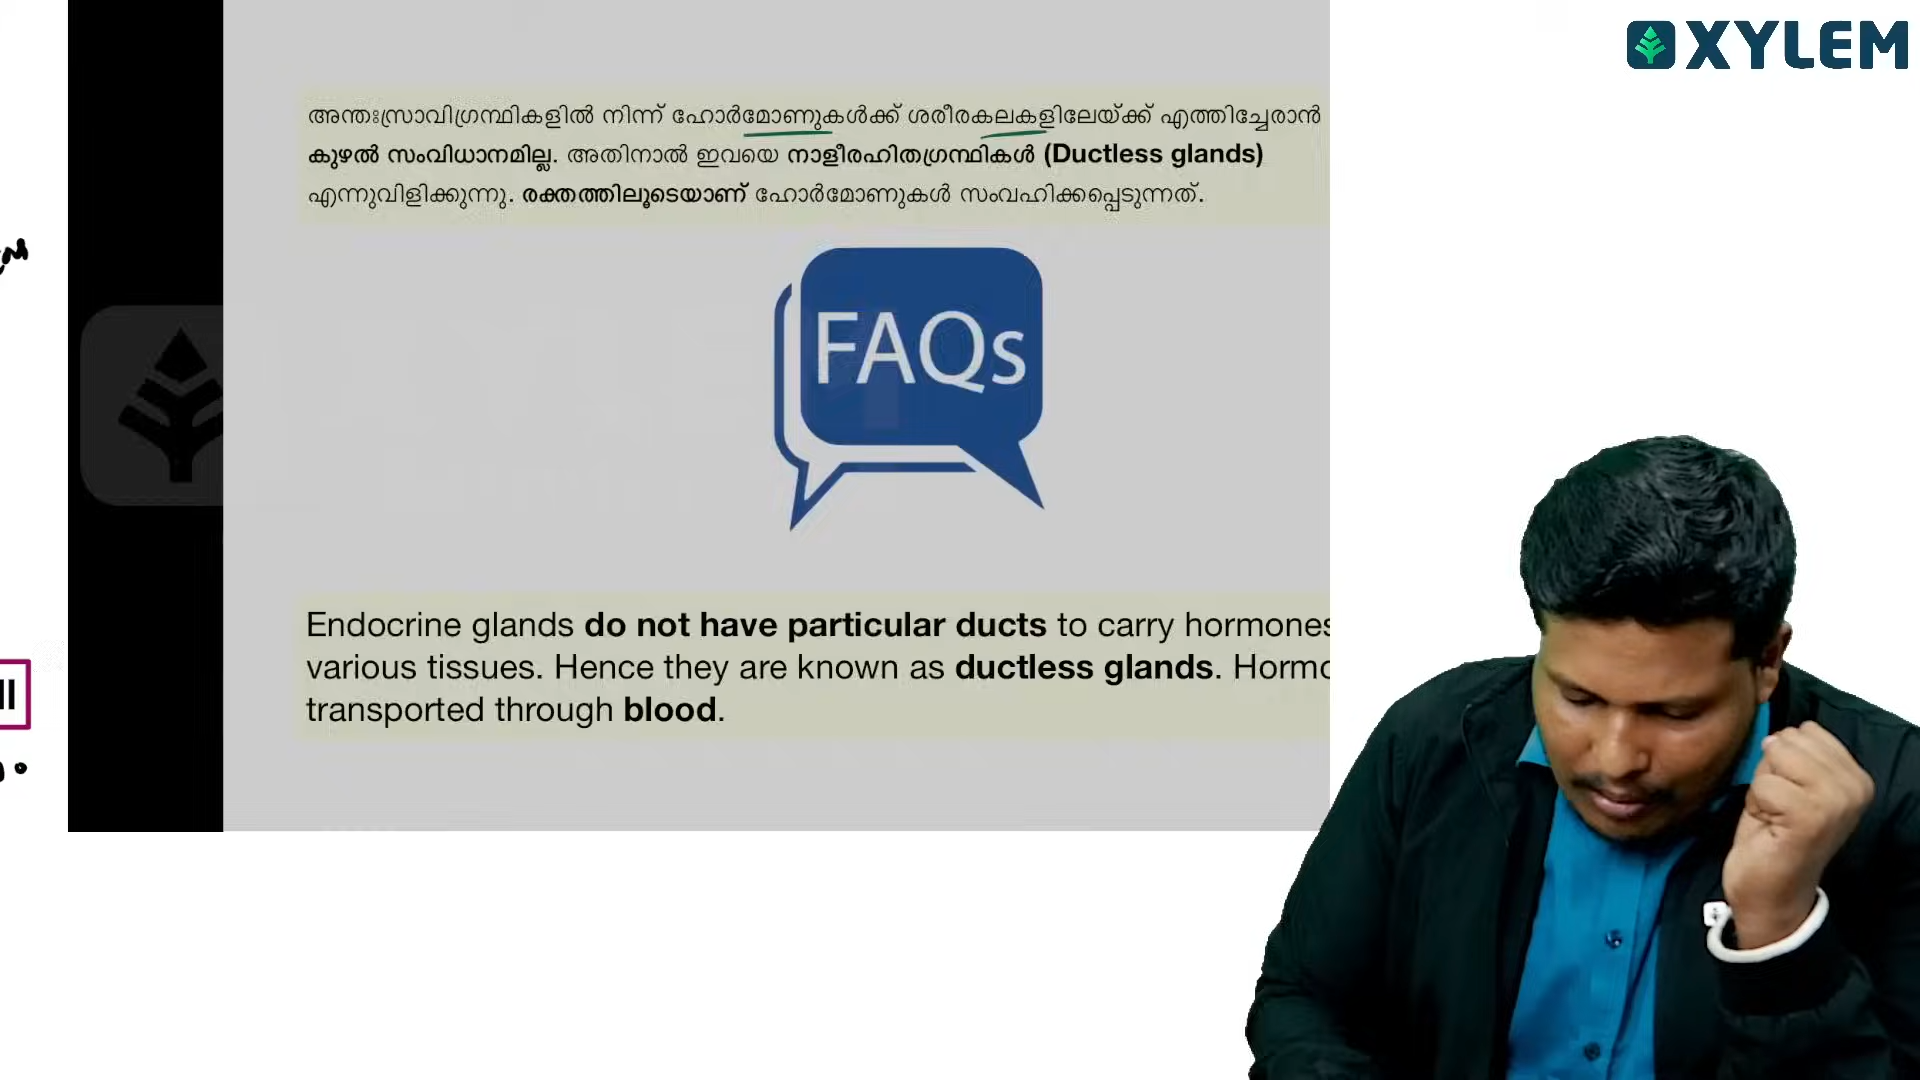 XYLEM
അന്തഃസ്രാവിഗ്രന്ഥികളിൽ നിന്ന് ഹോർമോണുകൾക്ക് ശരീരകലകളിലേയ്ക്ക് എത്തിച്ചേരാൻ
കുഴൽ സംവിധാനമില്ല. അതിനാൽ ഇവയെ നാളീരഹിതഗ്രന്ഥികൾ (Ductless glands)
എന്നുവിളിക്കുന്നു. രക്തത്തിലൂടെയാണ് ഹോർമോണുകൾ സംവഹിക്കപ്പെടുന്നത്.
FAQs
Endocrine glands do not have particular ducts to carry hormones
various tissues. Hence they are known as ductless glands. Hormo
transported through blood.